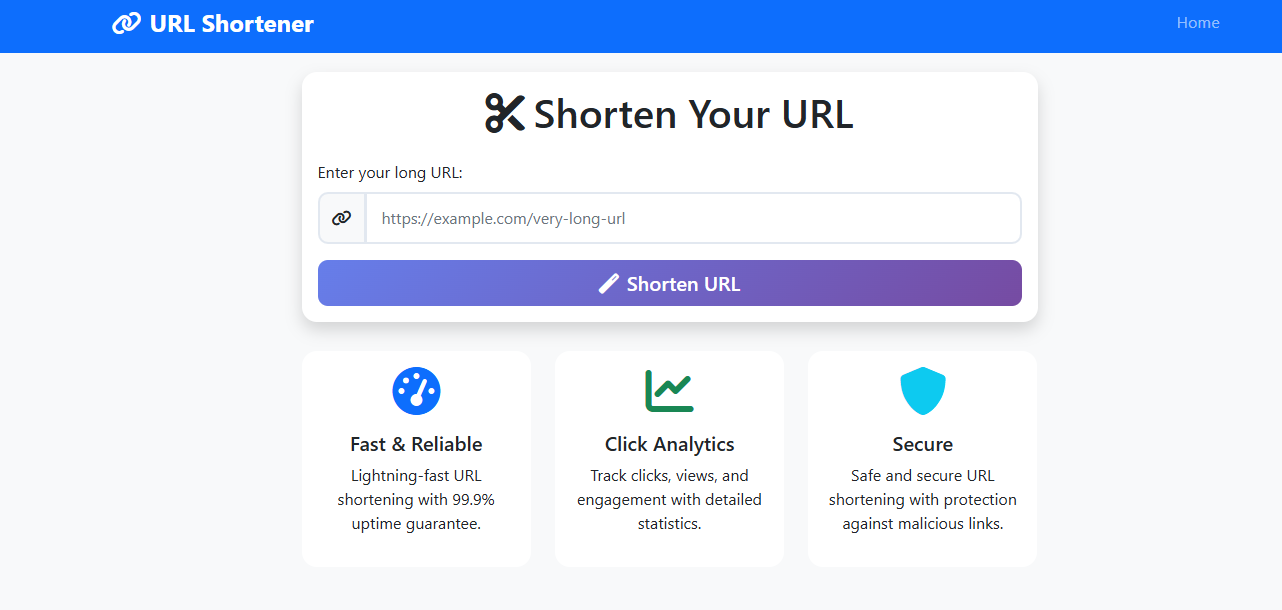 URL Shortener
Home
Shorten Your URL
Enter your long URL:
https://example.com/very-long-url
Shorten URL
Fast & Reliable
Lightning-fast URL
shortening with 99.9%
uptime guarantee.
Click Analytics
Track clicks, views, and
engagement with detailed
statistics.
Secure
Safe and secure URL
shortening with protection
against malicious links.